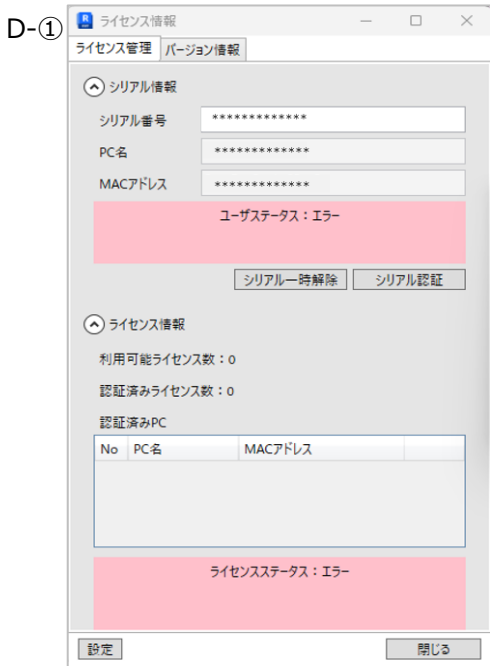 D-①
ライセンス情報
ライセンス管理 バージョン情報
シリアル情報
シリアル番号 *************
PC名 *************
MACアドレス *************
ユーザステータス：エラー
シリアル一時解除 シリアル認証
ライセンス情報
利用可能ライセンス数：0
認証済みライセンス数：0
認証済みPC
No PC名 MACアドレス
ライセンスステータス：エラー
設定 閉じる